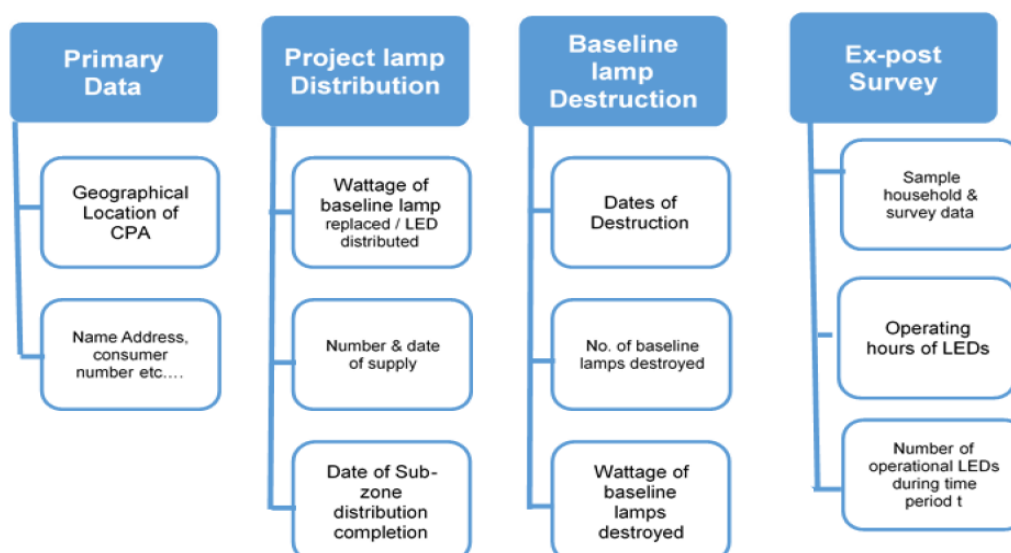 Primary
Data
Geographical
Location of
CPA
Name Address,
consumer
number etc....
Project lamp
Distribution
Wattage of
baseline lamp
replaced / LED
distributed
Number & date
of supply
Date of Sub-
zone
distribution
completion
Baseline
lamp
Destruction
Dates of
Destruction
No. of baseline
lamps destroyed
Wattage of
baseline
lamps
destroyed
Ex-post
Survey
Sample
household &
survey data
Operating
hours of LEDs
Number of
operational LEDs
during time
period t